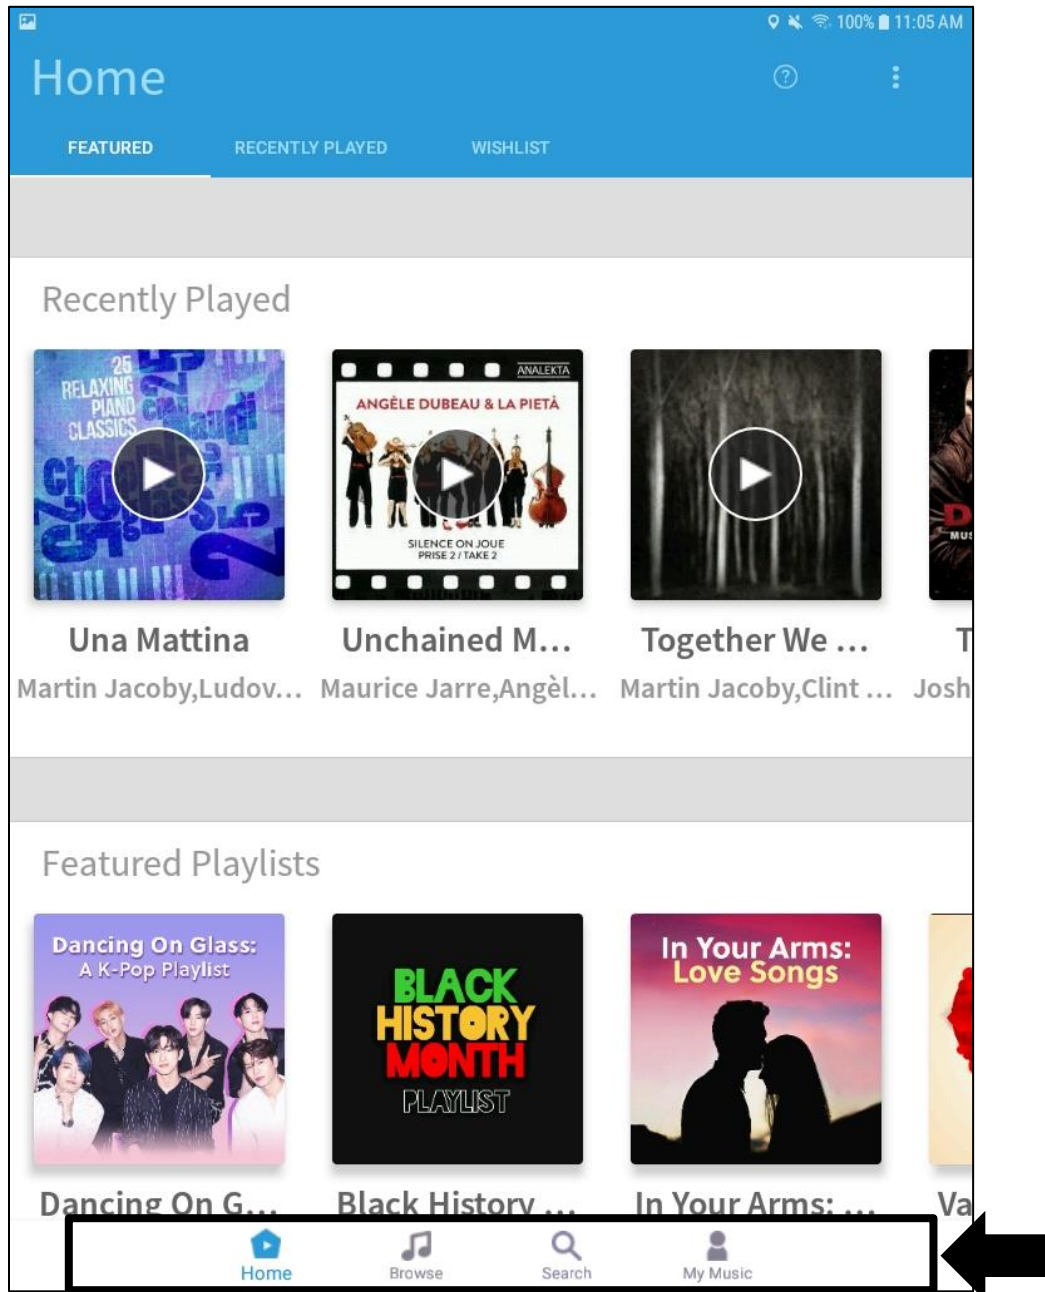 100% 11:05 AM
Home
FEATURED RECENTLY PLAYED WISHLIST
Recently Played
25
RELAXING
PIANO
CLASSICS
25
ANALEKTA
ANGÈLE DUBEAU & LA PIETÀ
SILENCE ON JOUE
PRISE 2 / TAKE 2
Una Mattina Unchained M... Together We ... T
Martin Jacoby,Ludov... Maurice Jarre,Angèl... Martin Jacoby,Clint ... Josh
Featured Playlists
Dancing On Glass:
A K-Pop Playlist
BLACK
HISTORY
MONTH
PLAYLIST
In Your Arms:
Love Songs
Dancing On G... Black History ... In Your Arms: ... Va
Home Browse Search My Music